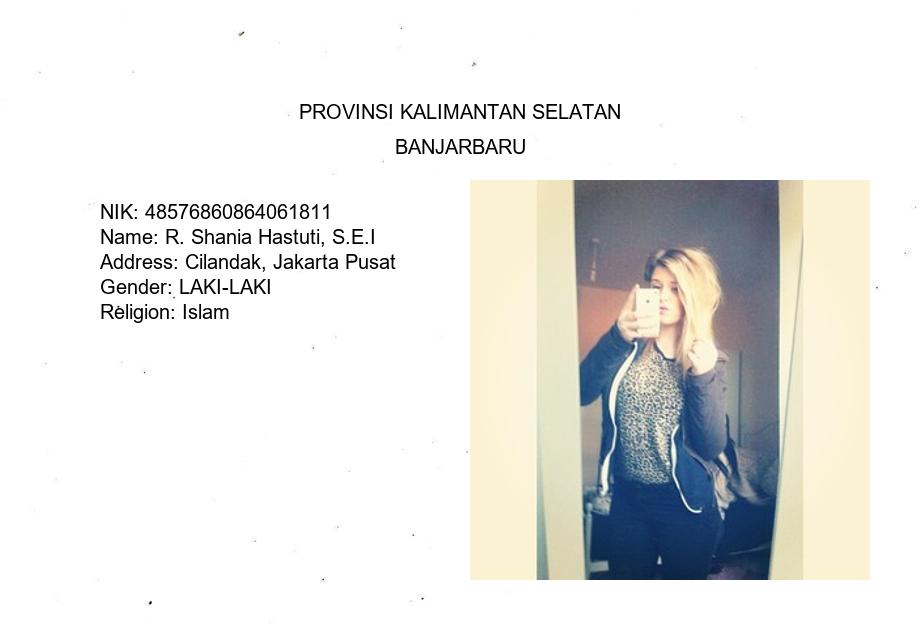 PROVINSI KALIMANTAN SELATAN
BANJARBARU
NIK: 48576860864061811
Name: R. Shania Hastuti, S.E.I
Address: Cilandak, Jakarta Pusat
Gender: LAKI-LAKI
Religion: Islam